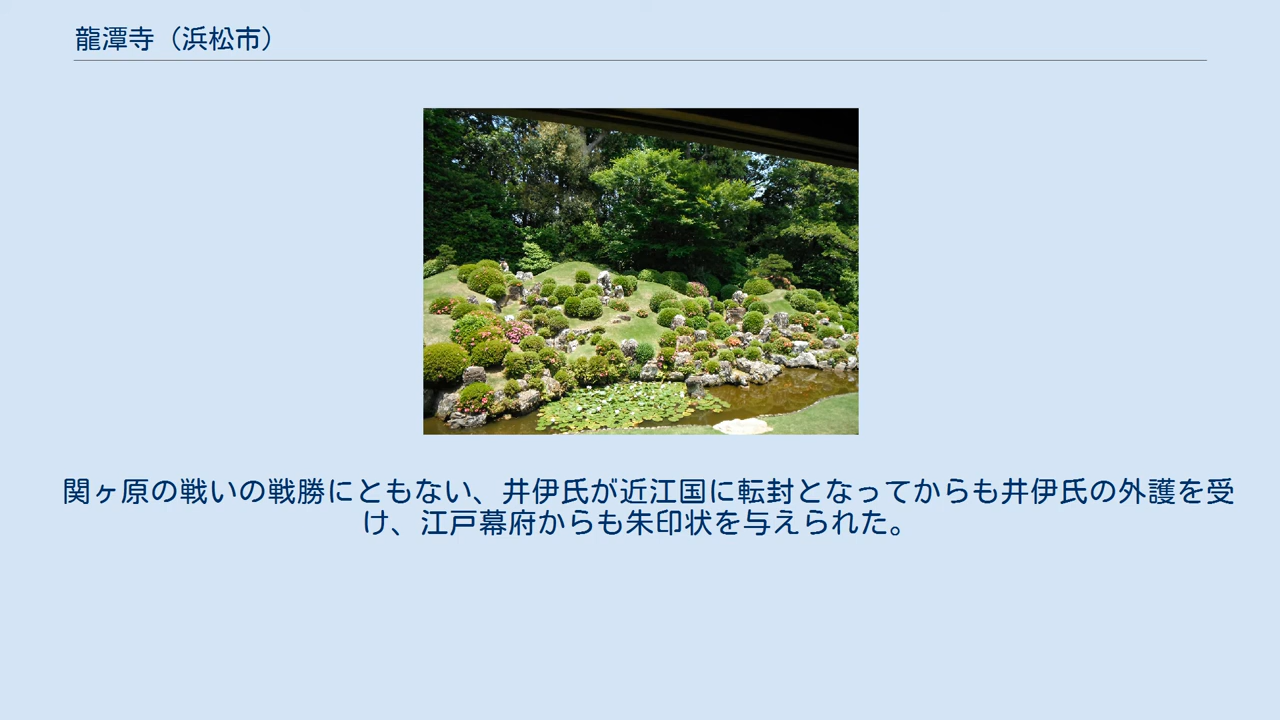 龍潭寺（浜松市）
関ヶ原の戦いの戦勝にともない、井伊氏が近江国に転封となってからも井伊氏の外護を受
け、江戸幕府からも朱印状を与えられた。